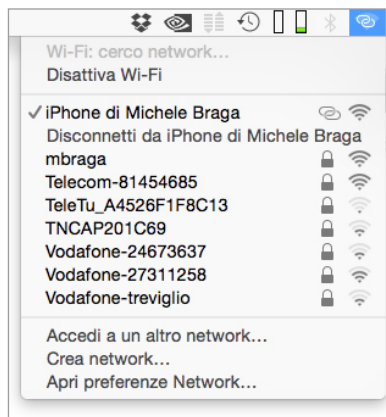 Wi-Fi: cerco network...
Disattiva Wi-Fi
iPhone di Michele Braga
Disconnetti da iPhone di Michele Braga
mbraga
Telecom-81454685
TeleTu_A4526F1F8C13
TNCAP201C69
Vodafone-24673637
Vodafone-27311258
Vodafone-treviglio
Accedi a un altro network...
Crea network...
Apri preferenze Network...